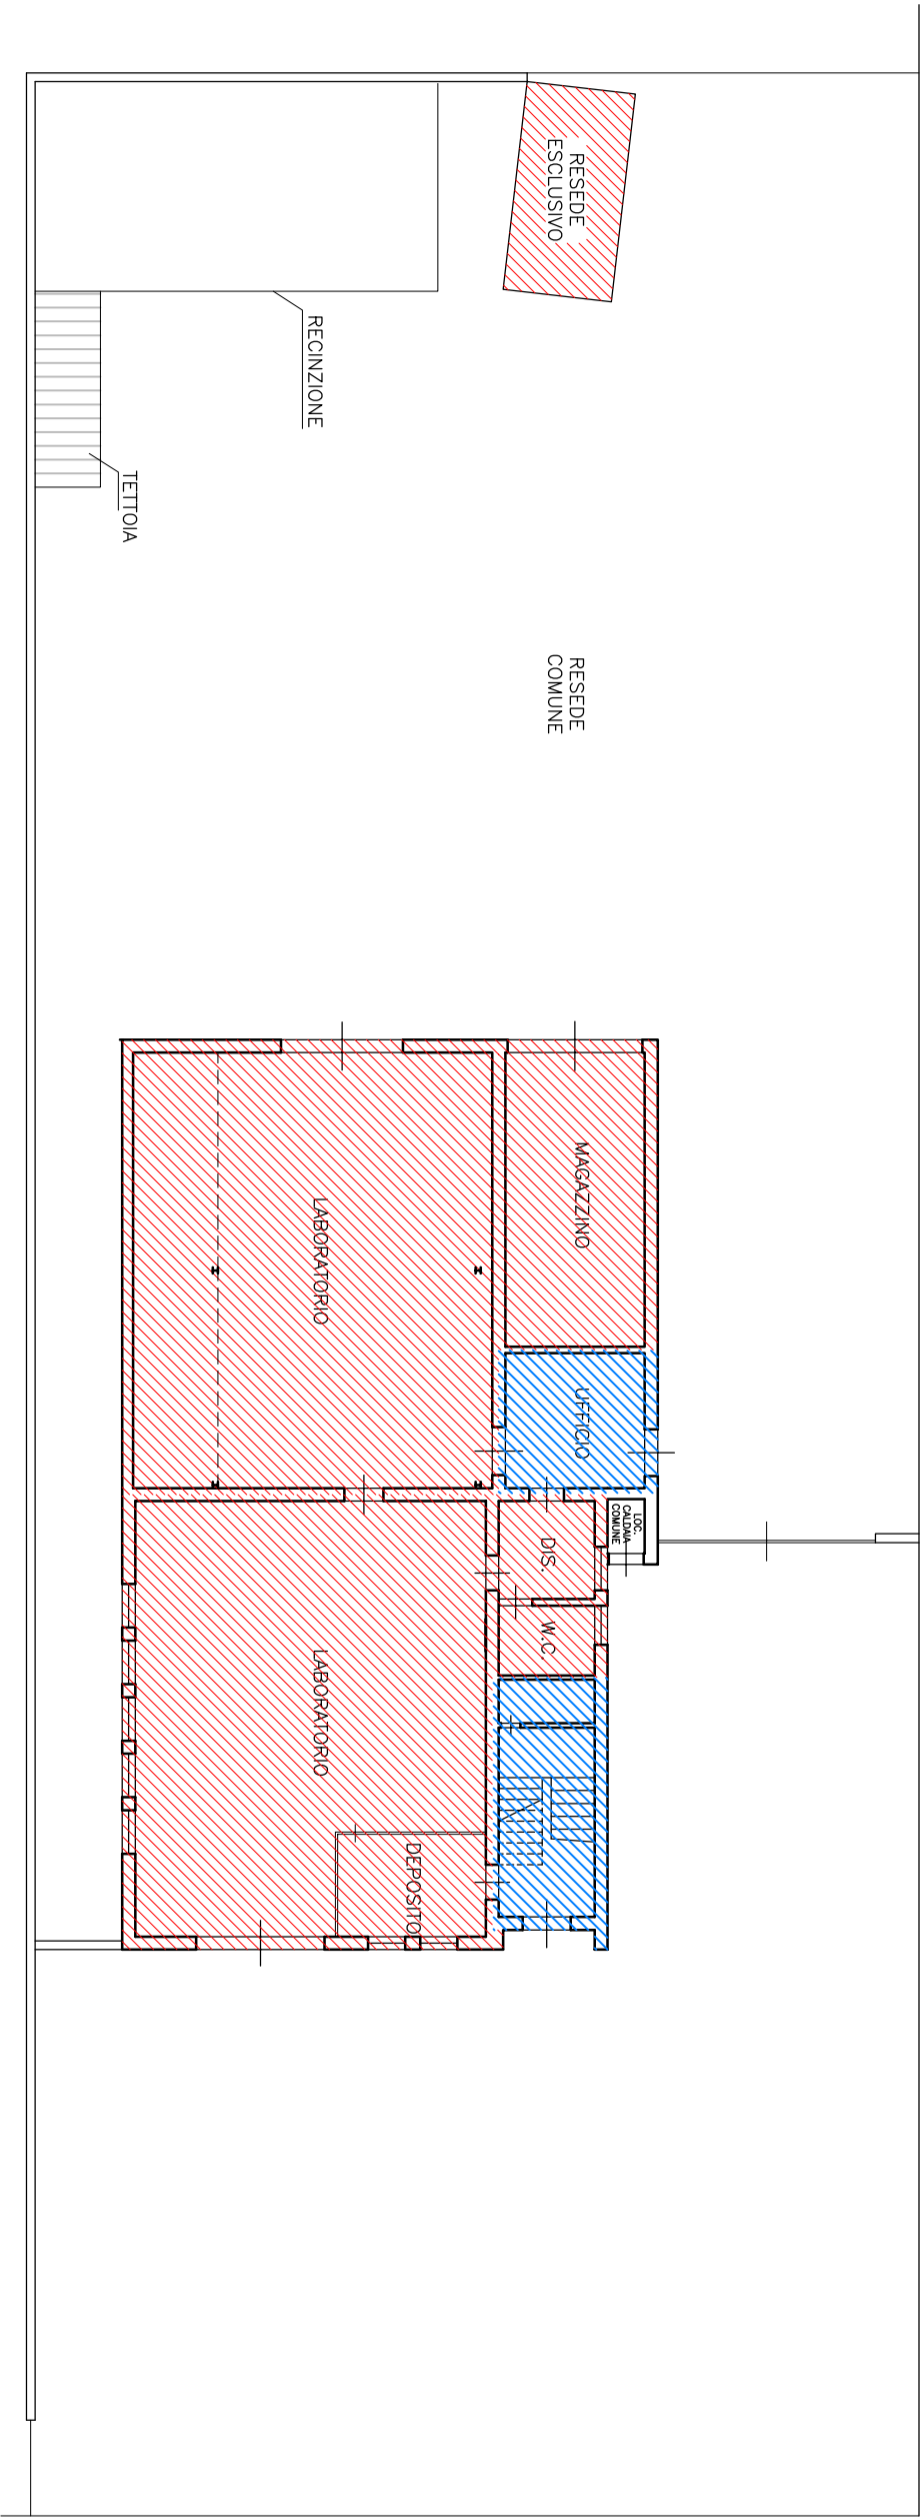 RESEDE
ESCLUSIVO
RECINZIONE
TETTOIA
RESEDE
COMUNE
MAGAZZINO
LABORATORIO
UFFICIO
LOC.
CALDAIA
COMUNE
DIS.
W.C.
LABORATORIO
DEPOSITO